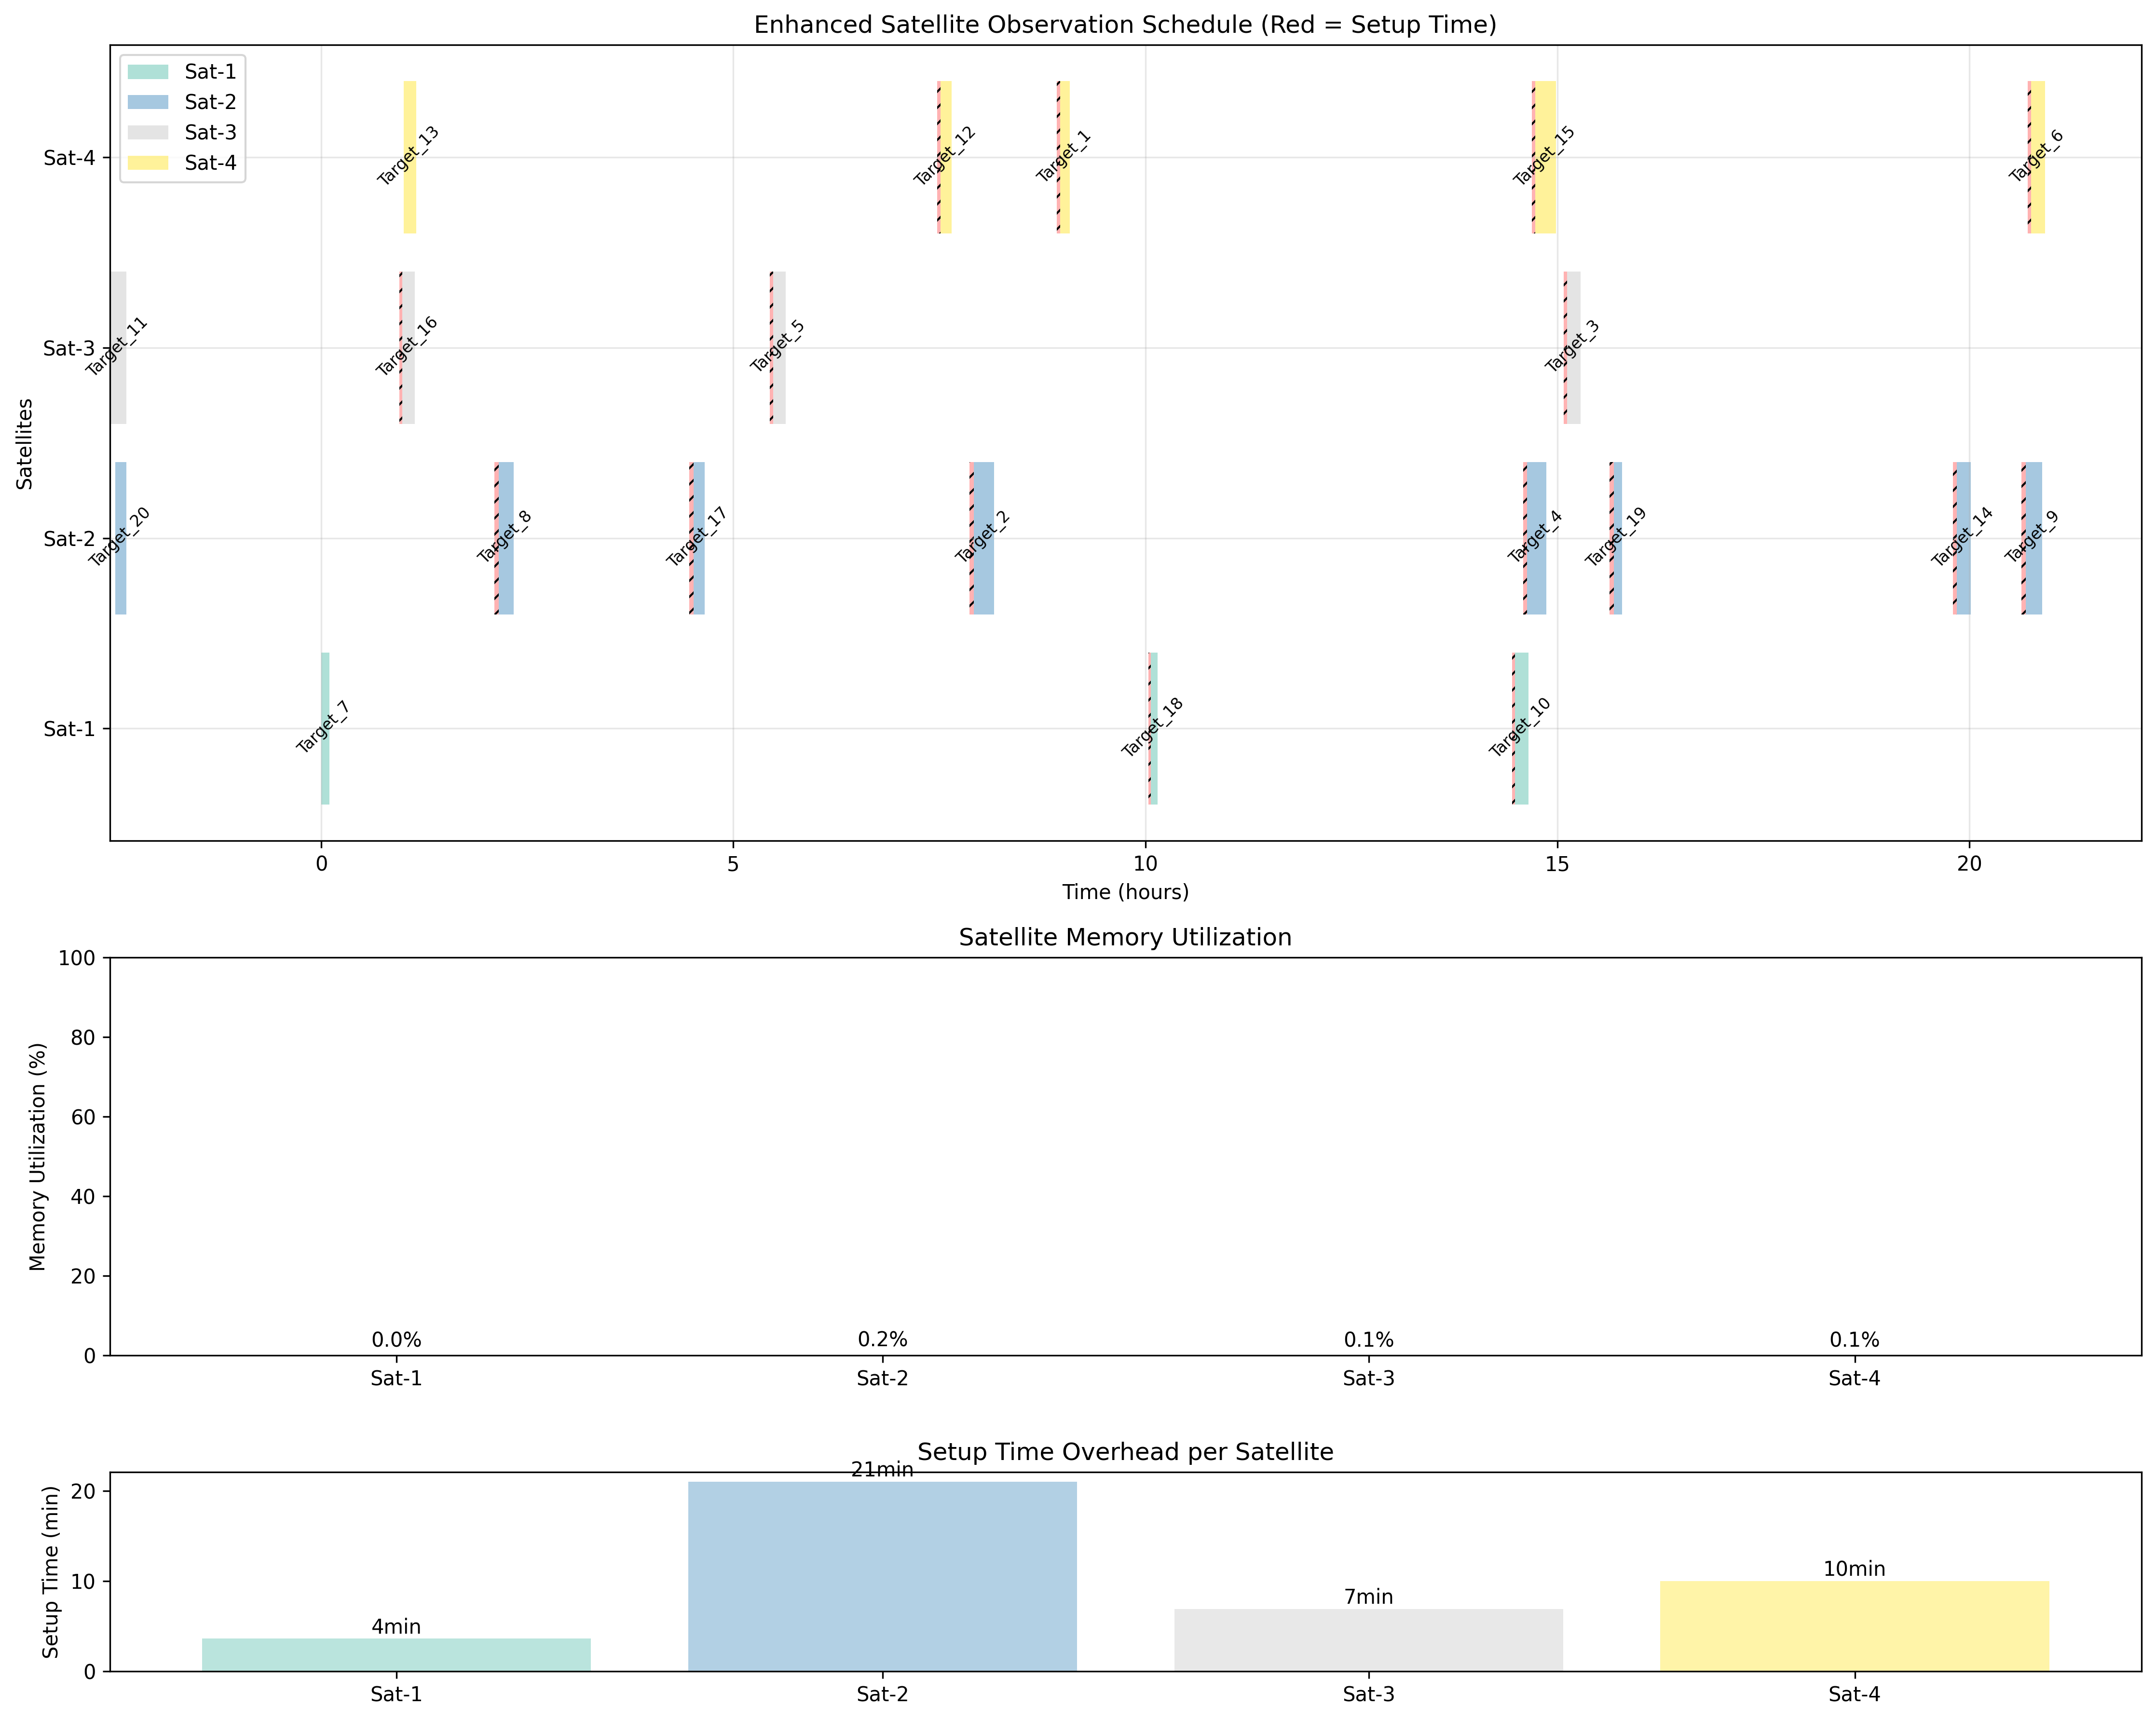 Enhanced Satellite Observation Schedule (Red = Setup Time)
Sat-1
Sat-2
Sat-3
Sat-4
Satellites
Sat-4
Target_13
Target_12
Target_1
Target_15
Target_6
Sat-3
Target_11
Target_16
Target_5
Target_3
Sat-2
Target_20
Target_8
Target_17
Target_2
Target_4
Target_19
Target_14
Target_9
Sat-1
Target_7
Target_18
Target_10
0 5 10 15 20
Time (hours)
Satellite Memory Utilization
Memory Utilization (%)
100
80
60
40
20
0
0.0% 0.2% 0.1% 0.1%
Sat-1 Sat-2 Sat-3 Sat-4
Setup Time Overhead per Satellite
Setup Time (min)
20
10
0
4min 21min 7min 10min
Sat-1 Sat-2 Sat-3 Sat-4